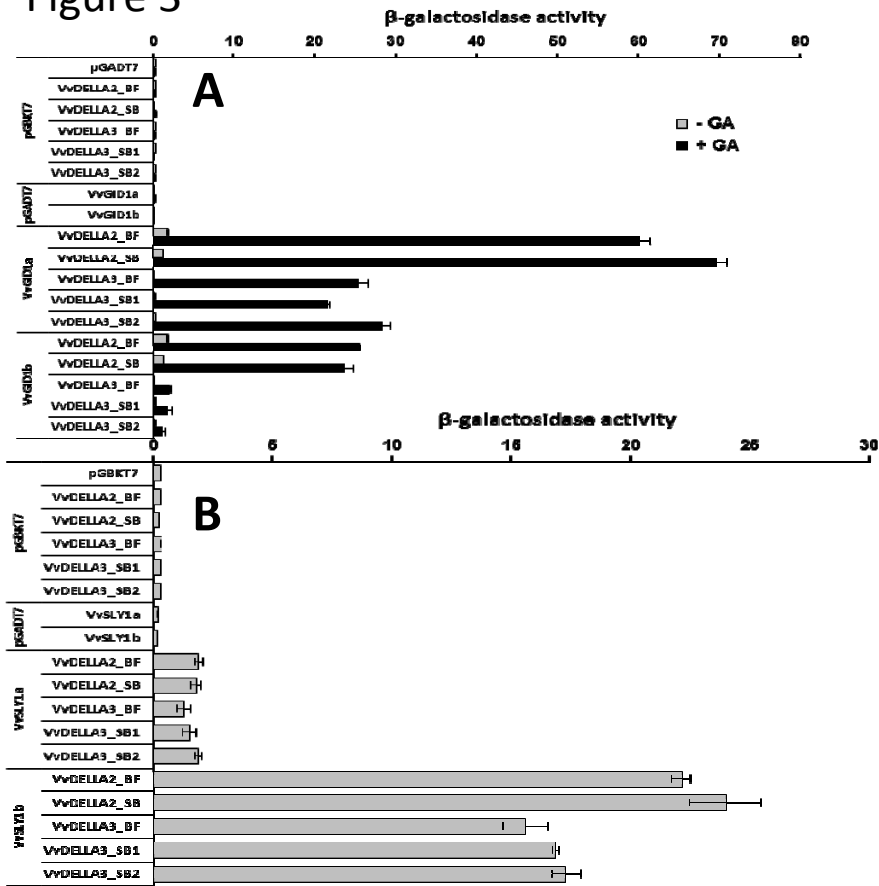 Figure 3
β-galactosidase activity
0 10 20 30 40 50 60 70 80
A
- GA
+ GA
pGBKT7
pGADT7
VvDELLA2_BF
VvDELLA2_SB
VvDELLA3_BF
VvDELLA3_SB1
VvDELLA3_SB2
pGADT7
VvGID1a
VvGID1b
VvGID1a
VvDELLA2_BF
VvDELLA2_SB
VvDELLA3_BF
VvDELLA3_SB1
VvDELLA3_SB2
VvGID1b
VvDELLA2_BF
VvDELLA2_SB
VvDELLA3_BF
VvDELLA3_SB1
VvDELLA3_SB2
β-galactosidase activity
0 5 10 15 20 25 30
B
pGBKT7
pGBKT7
VvDELLA2_BF
VvDELLA2_SB
VvDELLA3_BF
VvDELLA3_SB1
VvDELLA3_SB2
pGADT7
VvSLY1a
VvSLY1b
VvSLY1a
VvDELLA2_BF
VvDELLA2_SB
VvDELLA3_BF
VvDELLA3_SB1
VvDELLA3_SB2
VvSLY1b
VvDELLA2_BF
VvDELLA2_SB
VvDELLA3_BF
VvDELLA3_SB1
VvDELLA3_SB2